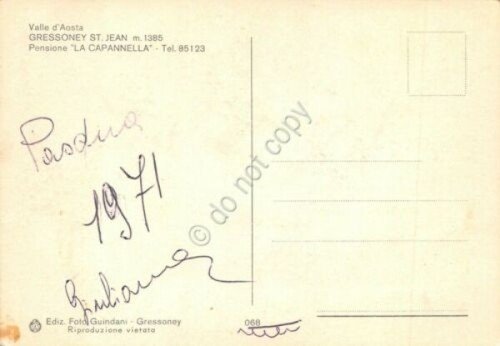 Valle d'Aosta
GRESSONEY ST. JEAN m. 1385
Pensione "LA CAPANNELLA" - Tel. 85123
Pasqua
1971
Giuliana
© do not copy
Ediz. Foto Guindani - Gressoney
Riproduzione vietata
068